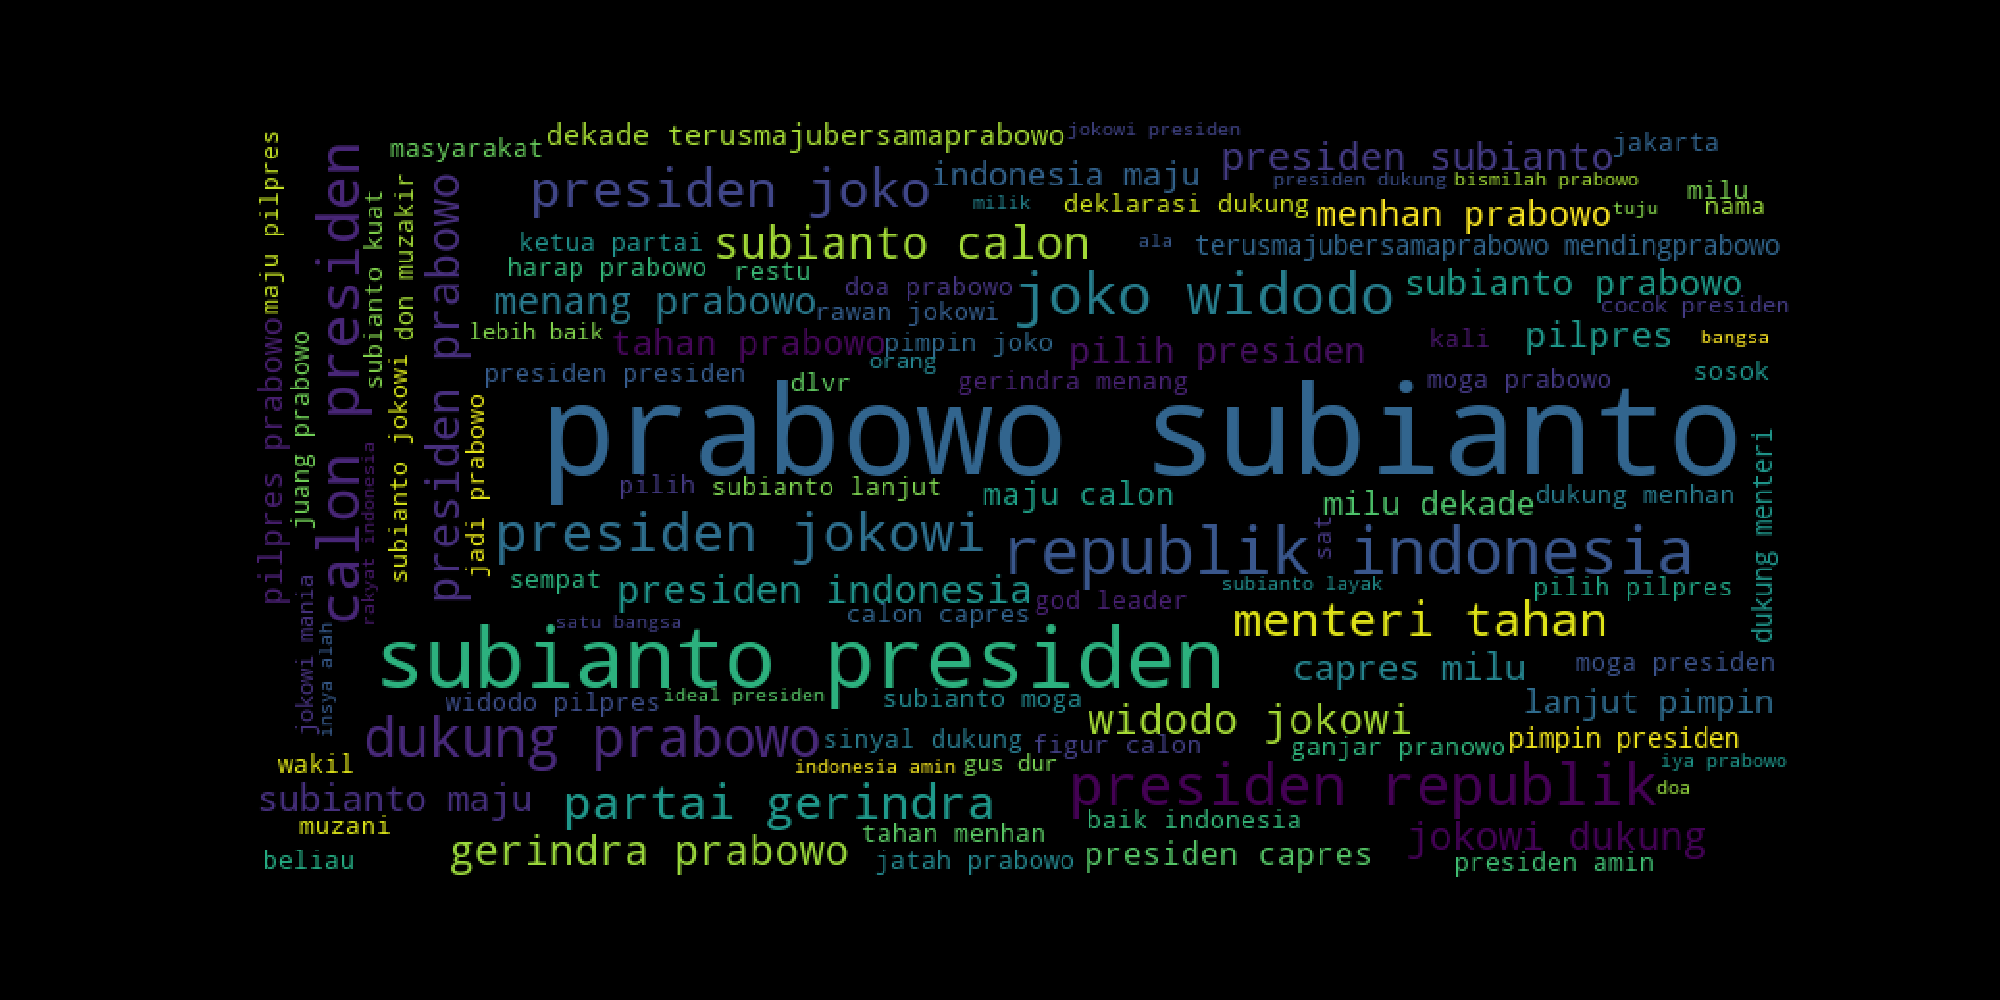 dekade terusmajubersamaprabowo
jokowi presiden
masyarakat
presiden subianto
jakarta
presiden joko
indonesia maju
presiden dukung
bismilah prabowo
milu
milik
deklarasi dukung
menhan prabowo
tuju
nama
ketua partai
subianto calon
ala
terusmajubersamaprabowo mendingprabowo
harap prabowo
restu
doa prabowo
joko widodo
subianto prabowo
menang prabowo
rawan jokowi
cocok presiden
lebih baik
tahan prabowo
pimpin joko
pilih presiden
kali
pilpres
bangsa
orang
presiden presiden
dlvr
gerindra menang
moga prabowo
sosok
prabowo subianto
pilih
subianto lanjut
maju calon
milu dekade
dukung menhan
presiden jokowi
republik indonesia
sat
sempat
presiden indonesia
god leader
subianto layak
pilih pilpres
calon capres
satu bangsa
menteri tahan
subianto presiden
capres milu
moga presiden
widodo pilpres
ideal presiden
subianto moga
lanjut pimpin
dukung prabowo
sinyal dukung
figur calon
widodo jokowi
ganjar pranowo
pimpin presiden
wakil
indonesia amin
gus dur
iya prabowo
subianto maju
partai gerindra
presiden republik
doa
muzani
baik indonesia
jokowi dukung
beliau
gerindra prabowo
tahan menhan
jatah prabowo
presiden capres
presiden amin
maju pilpres
pilpres prabowo
juang prabowo
jokowi mania
insya alah
calon presiden
rakyat indonesia
subianto kuat
subianto jokowi don muzakir
presiden prabowo
jadi prabowo
dukung menteri